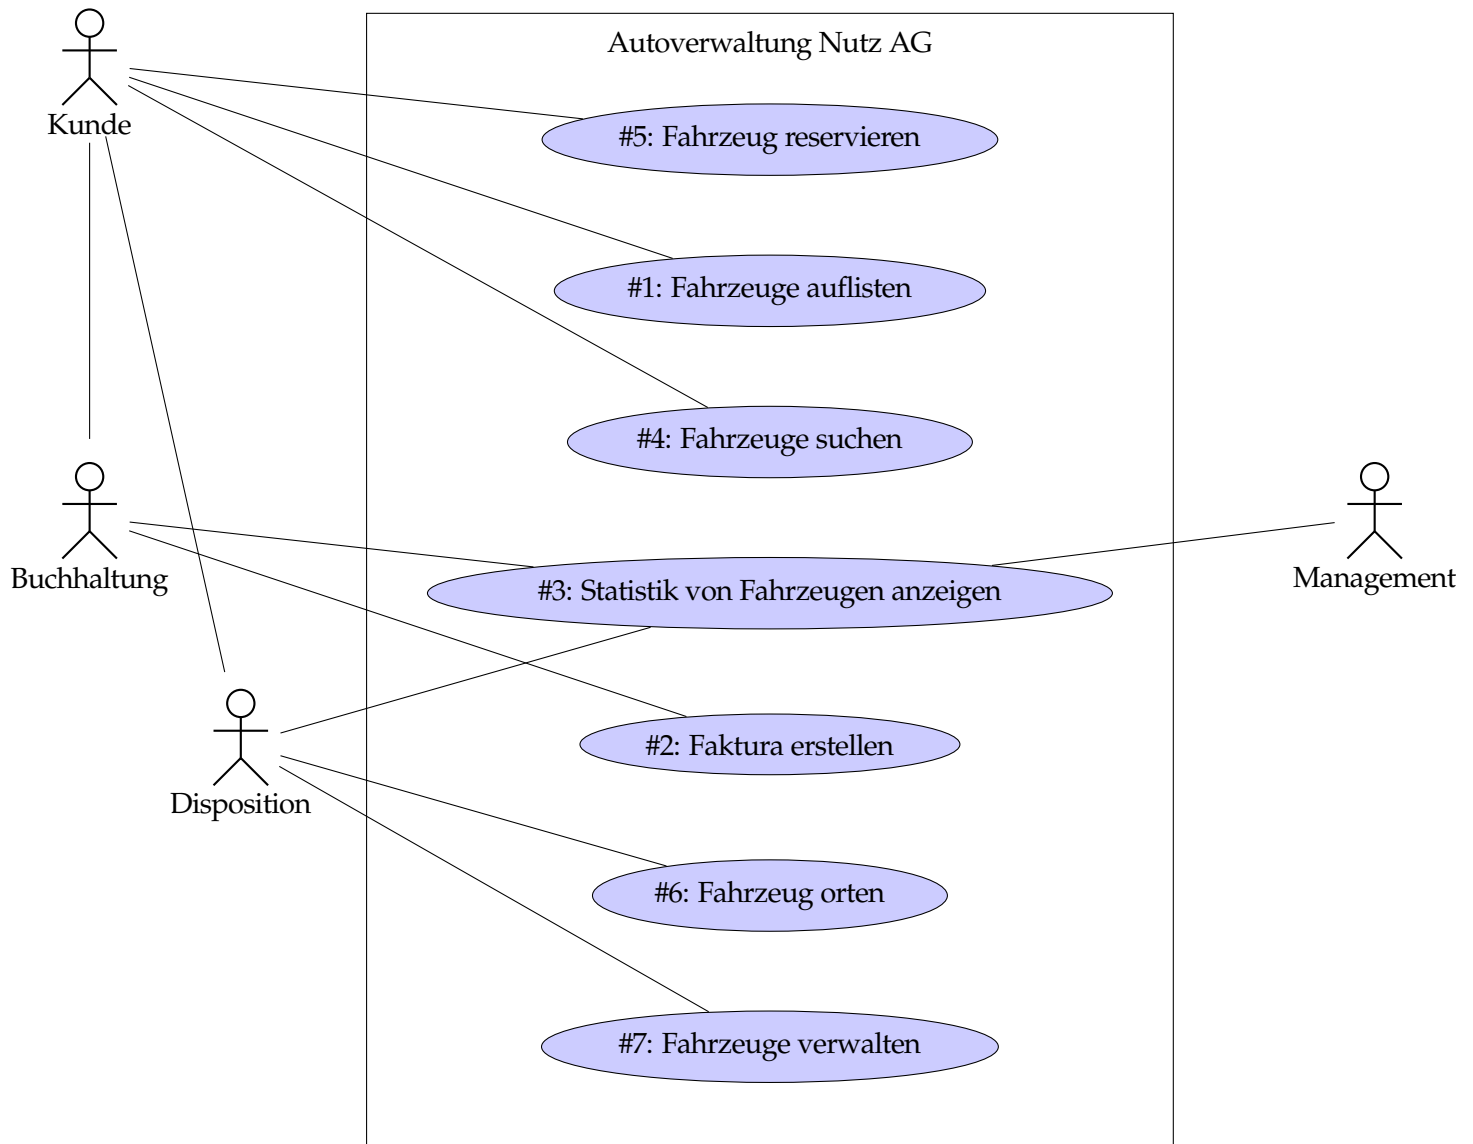 Autoverwaltung Nutz AG
Kunde
#5: Fahrzeug reservieren
#1: Fahrzeuge auflisten
#4: Fahrzeuge suchen
Buchhaltung
#3: Statistik von Fahrzeugen anzeigen
Management
#2: Faktura erstellen
Disposition
#6: Fahrzeug orten
#7: Fahrzeuge verwalten